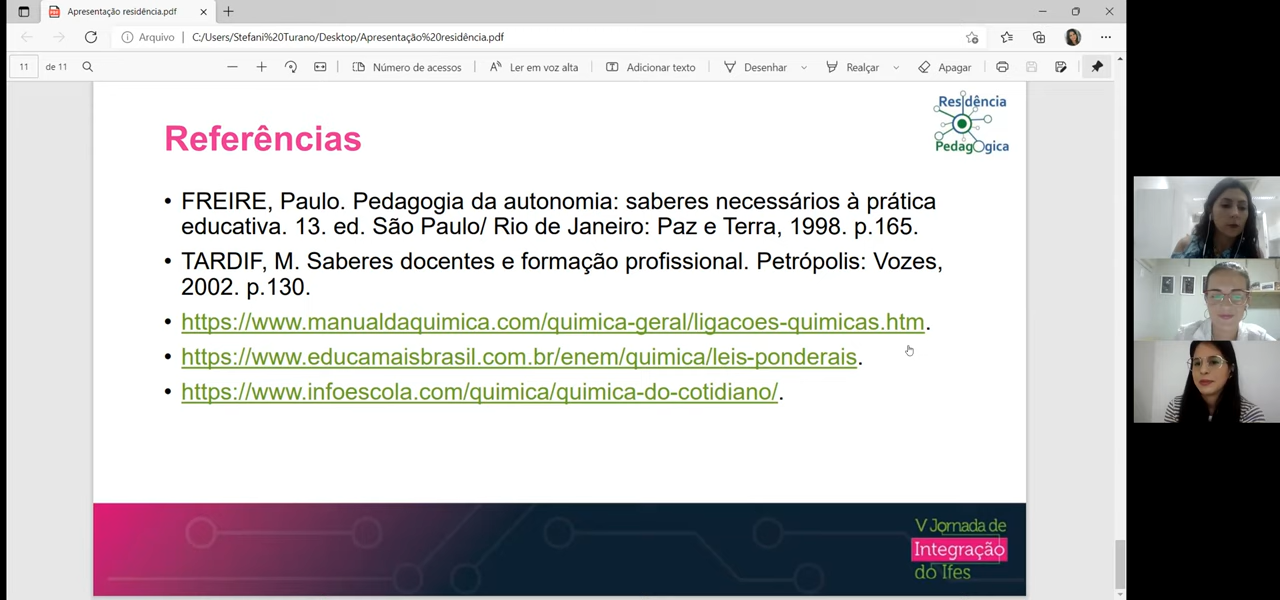 Apresentação residência.pdf
Arquivo C:/Users/Stefani%20Turano/Desktop/Apresentação%20residência.pdf
11 de 11 Número de acessos Ler em voz alta Adicionar texto Desenhar Realçar Apagar
Residência
PedagOgica
Referências
• FREIRE, Paulo. Pedagogia da autonomia: saberes necessários à prática
educativa. 13. ed. São Paulo/ Rio de Janeiro: Paz e Terra, 1998. p.165.
• TARDIF, M. Saberes docentes e formação profissional. Petrópolis: Vozes,
2002. p.130.
• https://www.manualdaquimica.com/quimica-geral/ligacoes-quimicas.htm.
• https://www.educamaisbrasil.com.br/enem/quimica/leis-ponderais.
• https://www.infoescola.com/quimica/quimica-do-cotidiano/.
V Jornada de
Integração
do Ifes